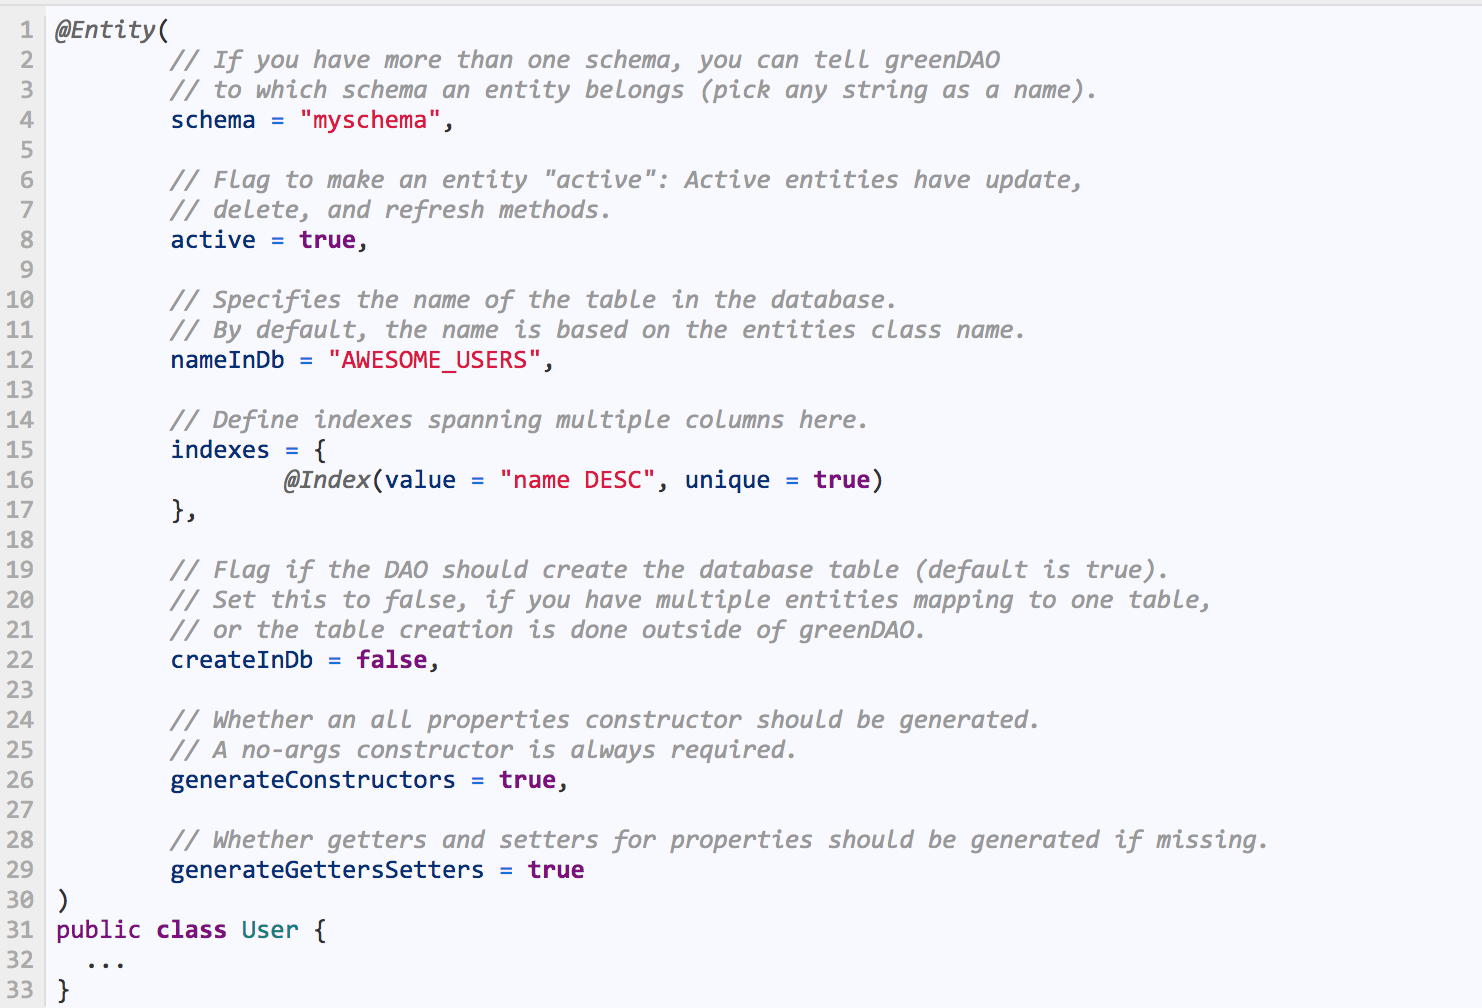 1 @Entity(
2 // If you have more than one schema, you can tell greenDAO
3 // to which schema an entity belongs (pick any string as a name).
4 schema = "myschema",
5
6 // Flag to make an entity "active": Active entities have update,
7 // delete, and refresh methods.
8 active = true,
9
10 // Specifies the name of the table in the database.
11 // By default, the name is based on the entities class name.
12 nameInDb = "AWESOME_USERS",
13
14 // Define indexes spanning multiple columns here.
15 indexes = {
16 @Index(value = "name DESC", unique = true)
17 },
18
19 // Flag if the DAO should create the database table (default is true).
20 // Set this to false, if you have multiple entities mapping to one table,
21 // or the table creation is done outside of greenDAO.
22 createInDb = false,
23
24 // Whether an all properties constructor should be generated.
25 // A no-args constructor is always required.
26 generateConstructors = true,
27
28 // Whether getters and setters for properties should be generated if missing.
29 generateGettersSetters = true
30 )
31 public class User {
32 ...
33 }